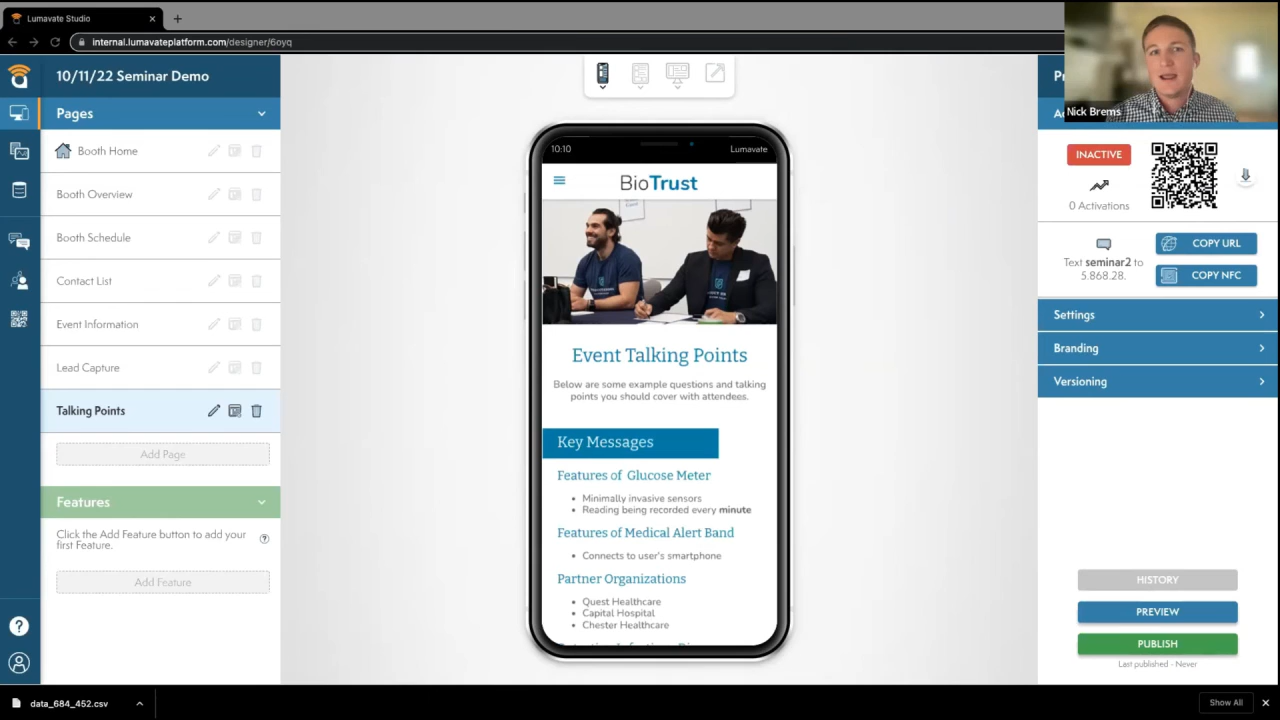 Lumavate Studio
internal.lumavateplatform.com/designer/6oyq
10/11/22 Seminar Demo
Pages
Booth Home
Booth Overview
Booth Schedule
Contact List
Event Information
Lead Capture
Talking Points
Add Page
Features
Click the Add Feature button to add your
first Feature.
Add Feature
10:10
Lumavate
BioTrust
Event Talking Points
Below are some example questions and talking
points you should cover with attendees.
Key Messages
Features of Glucose Meter
• Minimally invasive sensors
• Reading being recorded every minute
Features of Medical Alert Band
• Connects to user's smartphone
Partner Organizations
• Quest Healthcare
• Capital Hospital
• Chester Healthcare
Nick Brems
INACTIVE
0 Activations
Text seminar2 to
5.868.28.
COPY URL
COPY NFC
Settings
Branding
Versioning
HISTORY
PREVIEW
PUBLISH
Last published - Never
data_684_452.csv
Show All